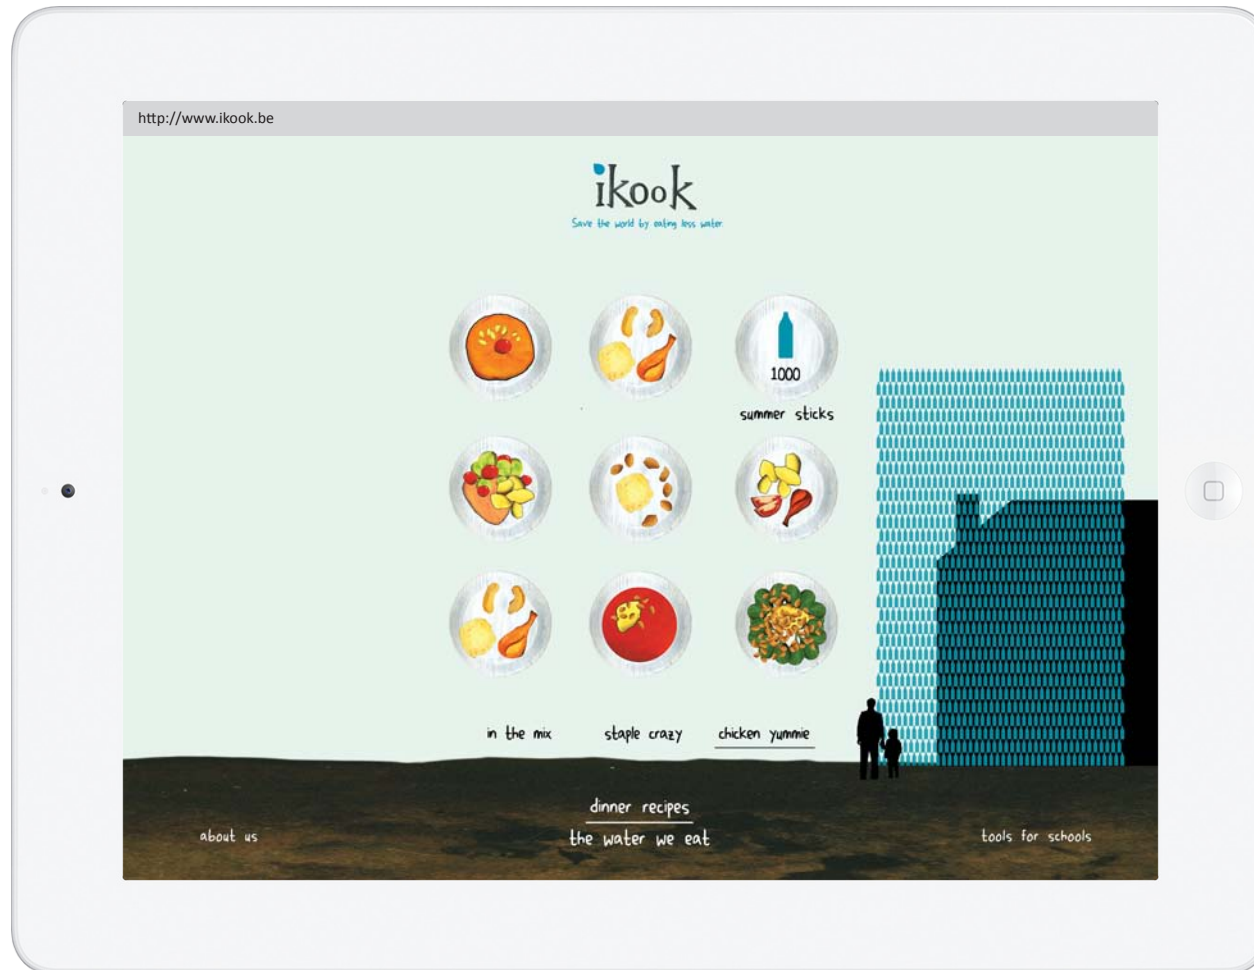 http://www.ikook.be
ikook
Save the world by eating less water
1000
summer sticks
in the mix
staple crazy
chicken yummie
dinner recipes
the water we eat
about us
tools for schools